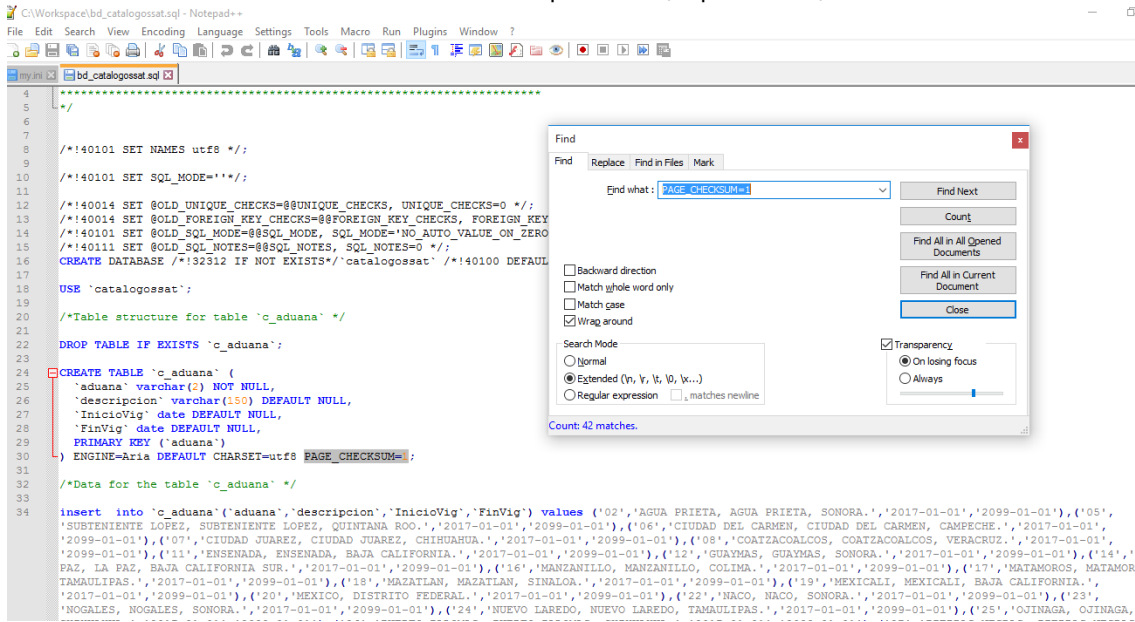 C:\Workspace\bd_catalogossat.sql - Notepad++
File Edit Search View Encoding Language Settings Tools Macro Run Plugins Window ?
my.ini bd_catalogossat.sql
4 *********************************************************************
5 */
6
7
8 /*!40101 SET NAMES utf8 */;
9
10 /*!40101 SET SQL_MODE=''*/;
11
12 /*!40014 SET @OLD_UNIQUE_CHECKS=@@UNIQUE_CHECKS, UNIQUE_CHECKS=0 */;
13 /*!40014 SET @OLD_FOREIGN_KEY_CHECKS=@@FOREIGN_KEY_CHECKS, FOREIGN_KEY
14 /*!40101 SET @OLD_SQL_MODE=@@SQL_MODE, SQL_MODE='NO_AUTO_VALUE_ON_ZERO
15 /*!40111 SET @OLD_SQL_NOTES=@@SQL_NOTES, SQL_NOTES=0 */;
16 CREATE DATABASE /*!32312 IF NOT EXISTS*/`catalogossat` /*!40100 DEFAUL
17
18 USE `catalogossat`;
19
20 /*Table structure for table `c_aduana` */
21
22 DROP TABLE IF EXISTS `c_aduana`;
23
24 CREATE TABLE `c_aduana` (
25 `aduana` varchar(2) NOT NULL,
26 `descripcion` varchar(150) DEFAULT NULL,
27 `InicioVig` date DEFAULT NULL,
28 `FinVig` date DEFAULT NULL,
29 PRIMARY KEY (`aduana`)
30 ) ENGINE=Aria DEFAULT CHARSET=utf8 PAGE_CHECKSUM=1;
31
32 /*Data for the table `c_aduana` */
33
34 insert into `c_aduana`(`aduana`,`descripcion`,`InicioVig`,`FinVig`) values ('02','AGUA PRIETA, AGUA PRIETA, SONORA.','2017-01-01','2099-01-01'),('05',
'SUBTENIENTE LOPEZ, SUBTENIENTE LOPEZ, QUINTANA ROO.','2017-01-01','2099-01-01'),('06','CIUDAD DEL CARMEN, CIUDAD DEL CARMEN, CAMPECHE.','2017-01-01',
'2099-01-01'),('07','CIUDAD JUAREZ, CIUDAD JUAREZ, CHIHUAHUA.','2017-01-01','2099-01-01'),('08','COATZACOALCOS, COATZACOALCOS, VERACRUZ.','2017-01-01',
'2099-01-01'),('11','ENSENADA, ENSENADA, BAJA CALIFORNIA.','2017-01-01','2099-01-01'),('12','GUAYMAS, GUAYMAS, SONORA.','2017-01-01','2099-01-01'),('14','
PAZ, LA PAZ, BAJA CALIFORNIA SUR.','2017-01-01','2099-01-01'),('16','MANZANILLO, MANZANILLO, COLIMA.','2017-01-01','2099-01-01'),('17','MATAMOROS, MATAMOR
TAMAULIPAS.','2017-01-01','2099-01-01'),('18','MAZATLAN, MAZATLAN, SINALOA.','2017-01-01','2099-01-01'),('19','MEXICALI, MEXICALI, BAJA CALIFORNIA.',
'2017-01-01','2099-01-01'),('20','MEXICO, DISTRITO FEDERAL.','2017-01-01','2099-01-01'),('22','NACO, NACO, SONORA.','2017-01-01','2099-01-01'),('23',
'NOGALES, NOGALES, SONORA.','2017-01-01','2099-01-01'),('24','NUEVO LAREDO, NUEVO LAREDO, TAMAULIPAS.','2017-01-01','2099-01-01'),('25','OJINAGA, OJINAGA,
Find
Find Replace Find in Files Mark
Find what : PAGE_CHECKSUM=1
Find Next
Count
Find All in All Opened
Documents
Find All in Current
Document
Close
Backward direction
Match whole word only
Match case
Wrap around
Search Mode
Normal
Extended (\n, \r, \t, \0, \x...)
Regular expression . matches newline
Transparency
On losing focus
Always
Count: 42 matches.